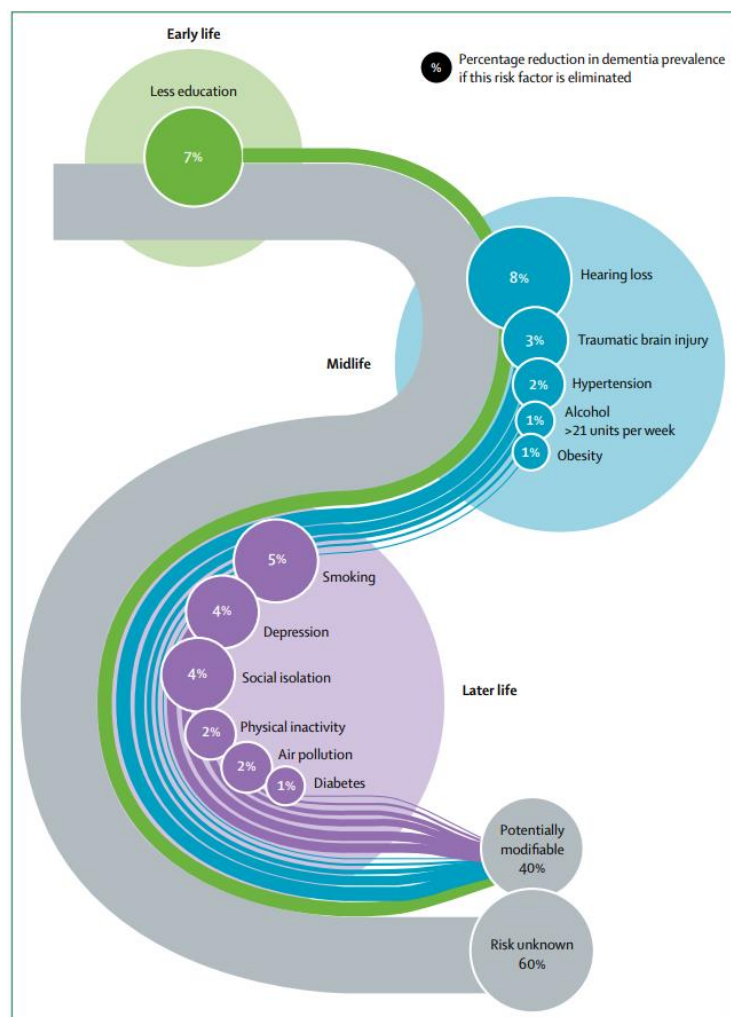 Early life
%
Percentage reduction in dementia prevalence
if this risk factor is eliminated
Less education
7%
8%
Hearing loss
3%
Traumatic brain injury
Midlife
2%
Hypertension
1%
Alcohol
>21 units per week
1%
Obesity
5%
Smoking
4%
Depression
4%
Social isolation
Later life
2%
Physical inactivity
2%
Air pollution
1%
Diabetes
Potentially
modifiable
40%
Risk unknown
60%